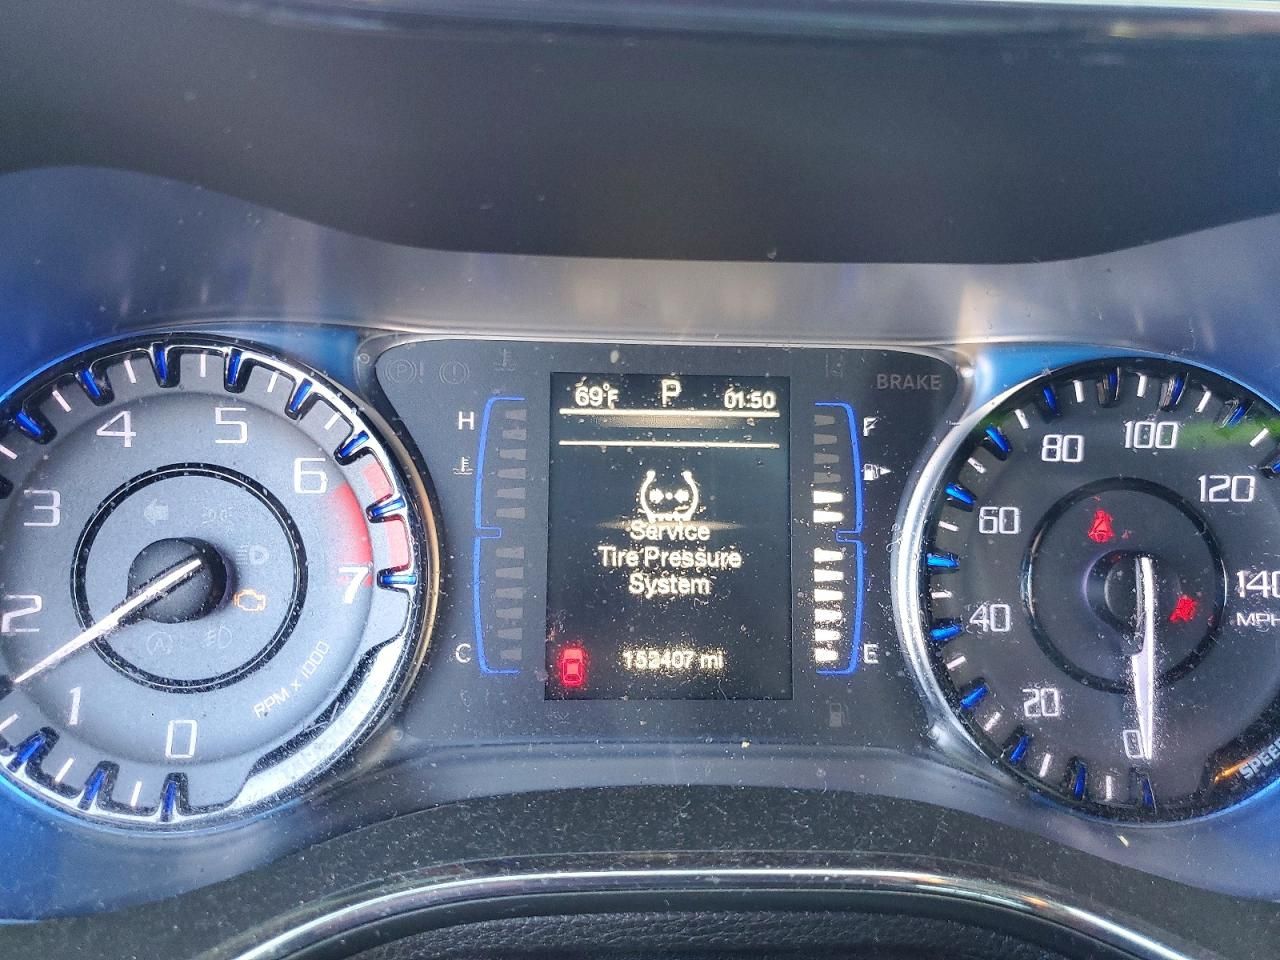 69°F P 01:50
Service
Tire Pressure
System
152407 mi
H
C
F
E
BRAKE
0
1
2
3
4
5
6
7
RPM x 1000
0
20
40
60
80
100
120
140
MPH